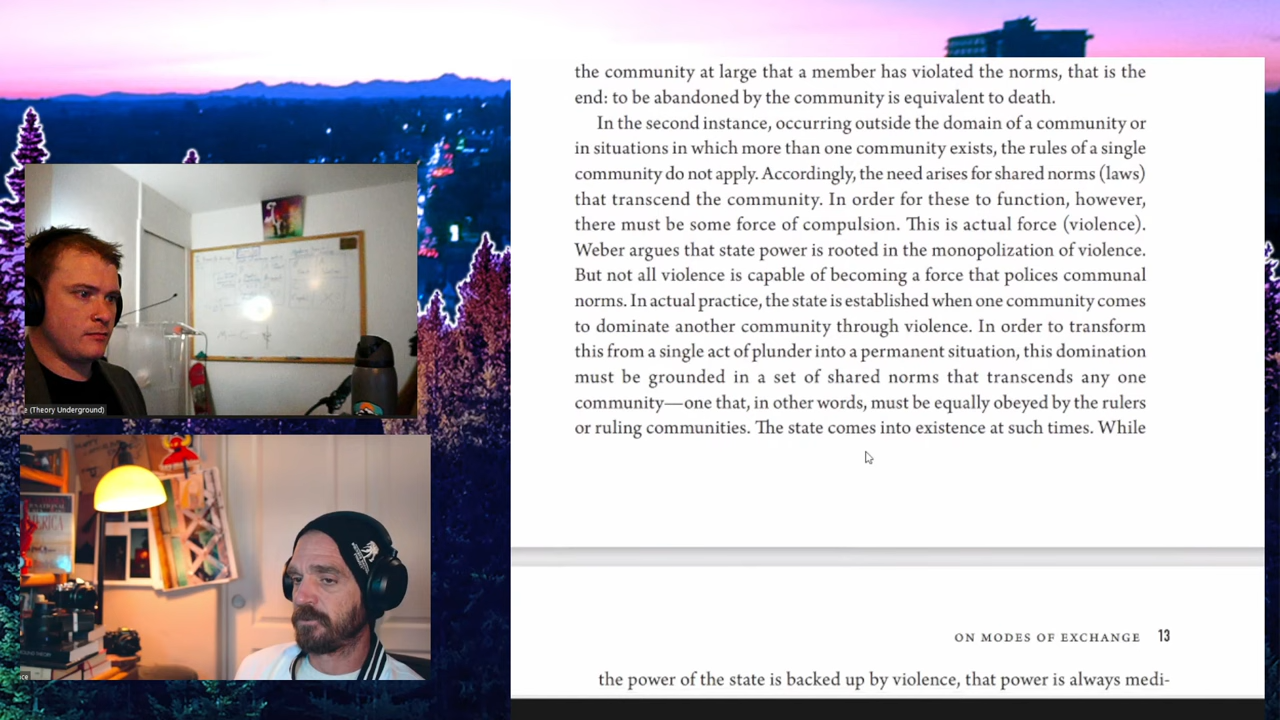 the community at large that a member has violated the norms, that is the
end: to be abandoned by the community is equivalent to death.
In the second instance, occurring outside the domain of a community or
in situations in which more than one community exists, the rules of a single
community do not apply. Accordingly, the need arises for shared norms (laws)
that transcend the community. In order for these to function, however,
there must be some force of compulsion. This is actual force (violence).
Weber argues that state power is rooted in the monopolization of violence.
But not all violence is capable of becoming a force that polices communal
norms. In actual practice, the state is established when one community comes
to dominate another community through violence. In order to transform
this from a single act of plunder into a permanent situation, this domination
must be grounded in a set of shared norms that transcends any one
community—one that, in other words, must be equally obeyed by the rulers
or ruling communities. The state comes into existence at such times. While
ON MODES OF EXCHANGE 13
the power of the state is backed up by violence, that power is always medi-
e (Theory Underground)